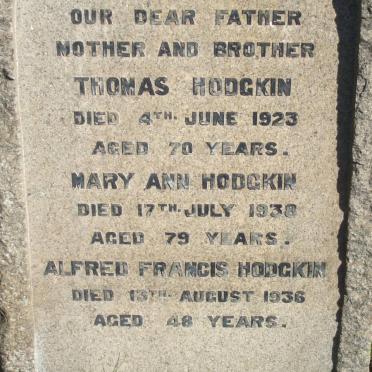 OUR DEAR FATHER
MOTHER AND BROTHER
THOMAS HODGKIN
DIED 4TH. JUNE 1923
AGED 70 YEARS.
MARY ANN HODGKIN
DIED 17TH. JULY 1938
AGED 79 YEARS.
ALFRED FRANCIS HODGKIN
DIED 13TH. AUGUST 1936
AGED 48 YEARS.